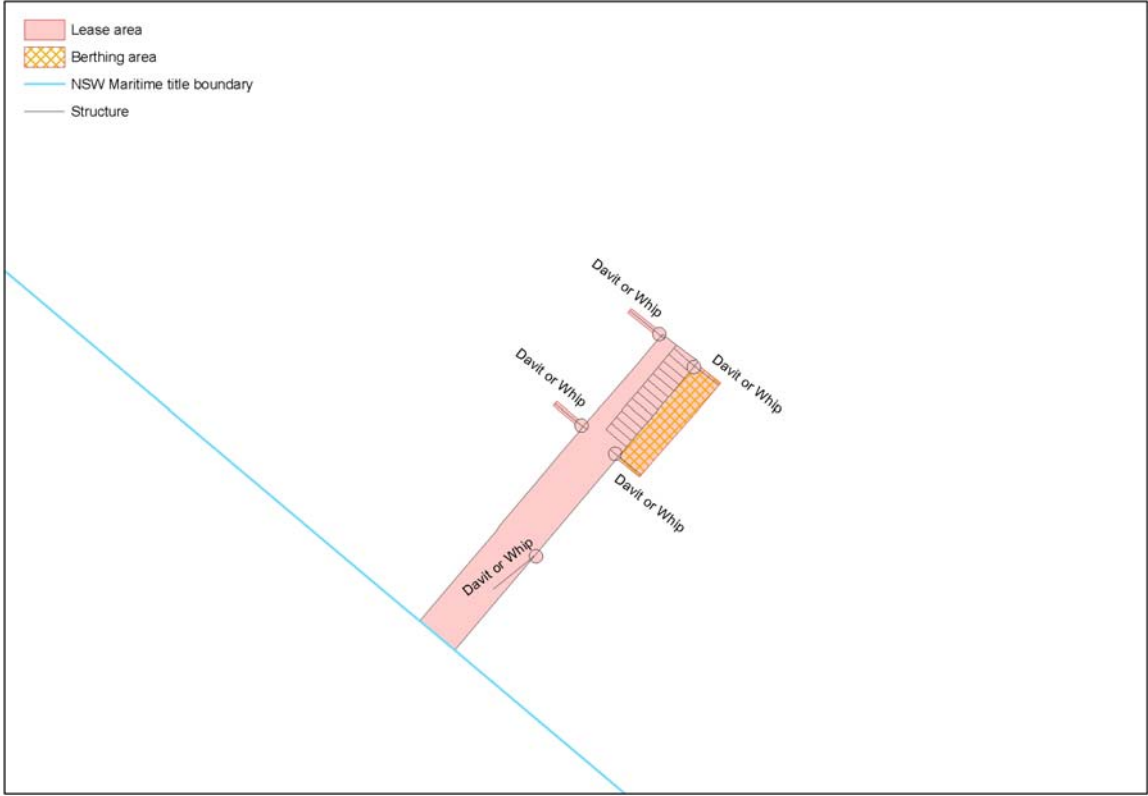 Lease area
Berthing area
NSW Maritime title boundary
Structure
Davit or Whip
Davit or Whip
Davit or Whip
Davit or Whip
Davit or Whip